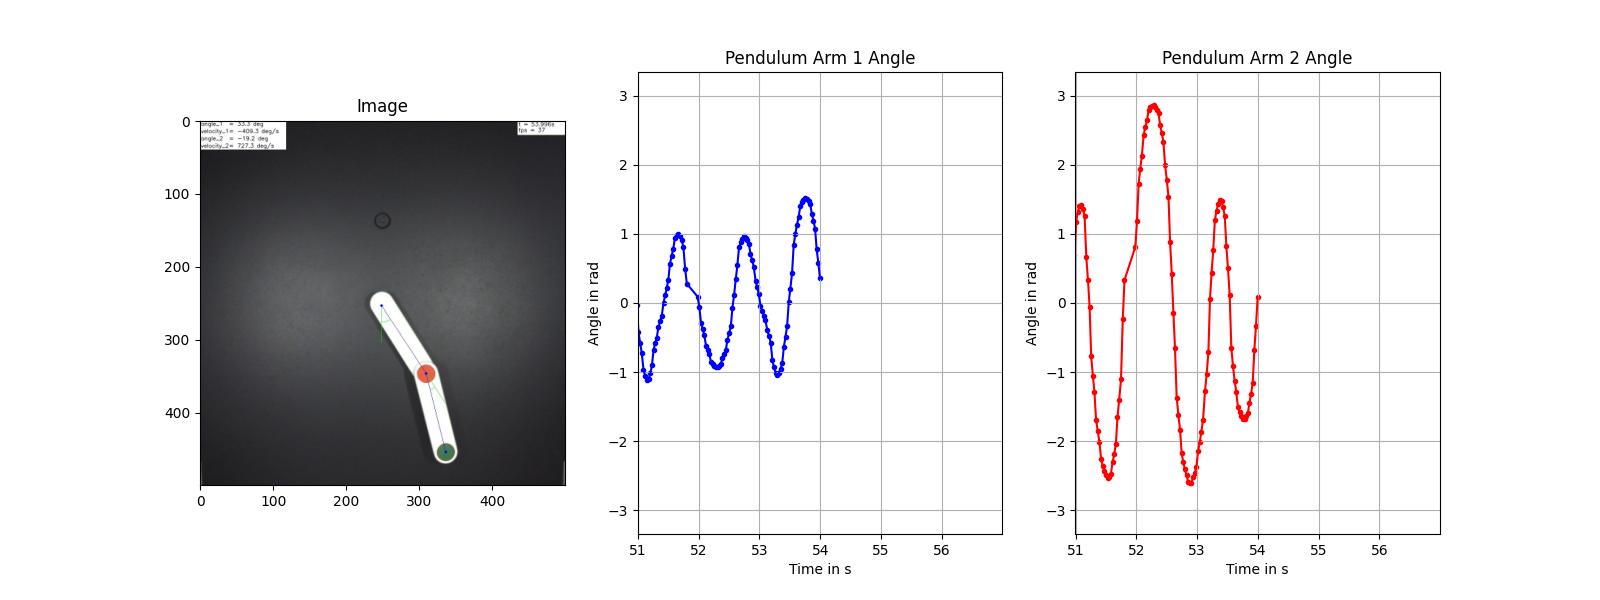 Image
angle_1 = 33.3 deg
velocity_1= -409.3 deg/s
angle_2 = -19.2 deg
velocity_2= 727.3 deg/s
t = 53.996s
fps = 37
0
100
200
300
400
0 100 200 300 400
Pendulum Arm 1 Angle
Angle in rad
3
2
1
0
−1
−2
−3
51 52 53 54 55 56
Time in s
Pendulum Arm 2 Angle
Angle in rad
3
2
1
0
−1
−2
−3
51 52 53 54 55 56
Time in s